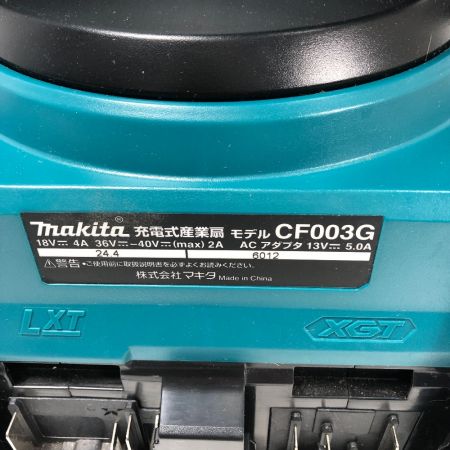 makita 充電式産業扇 モデル CF003G
18V⎓ 4A 36V⎓-40V⎓(max) 2A AC アダプタ 13V⎓ 5.0A
24 4 6012
⚠警告 ・ご使用前に取扱説明書を必ずよくお読みください。
株式会社マキタ Made in China
LXT XGT